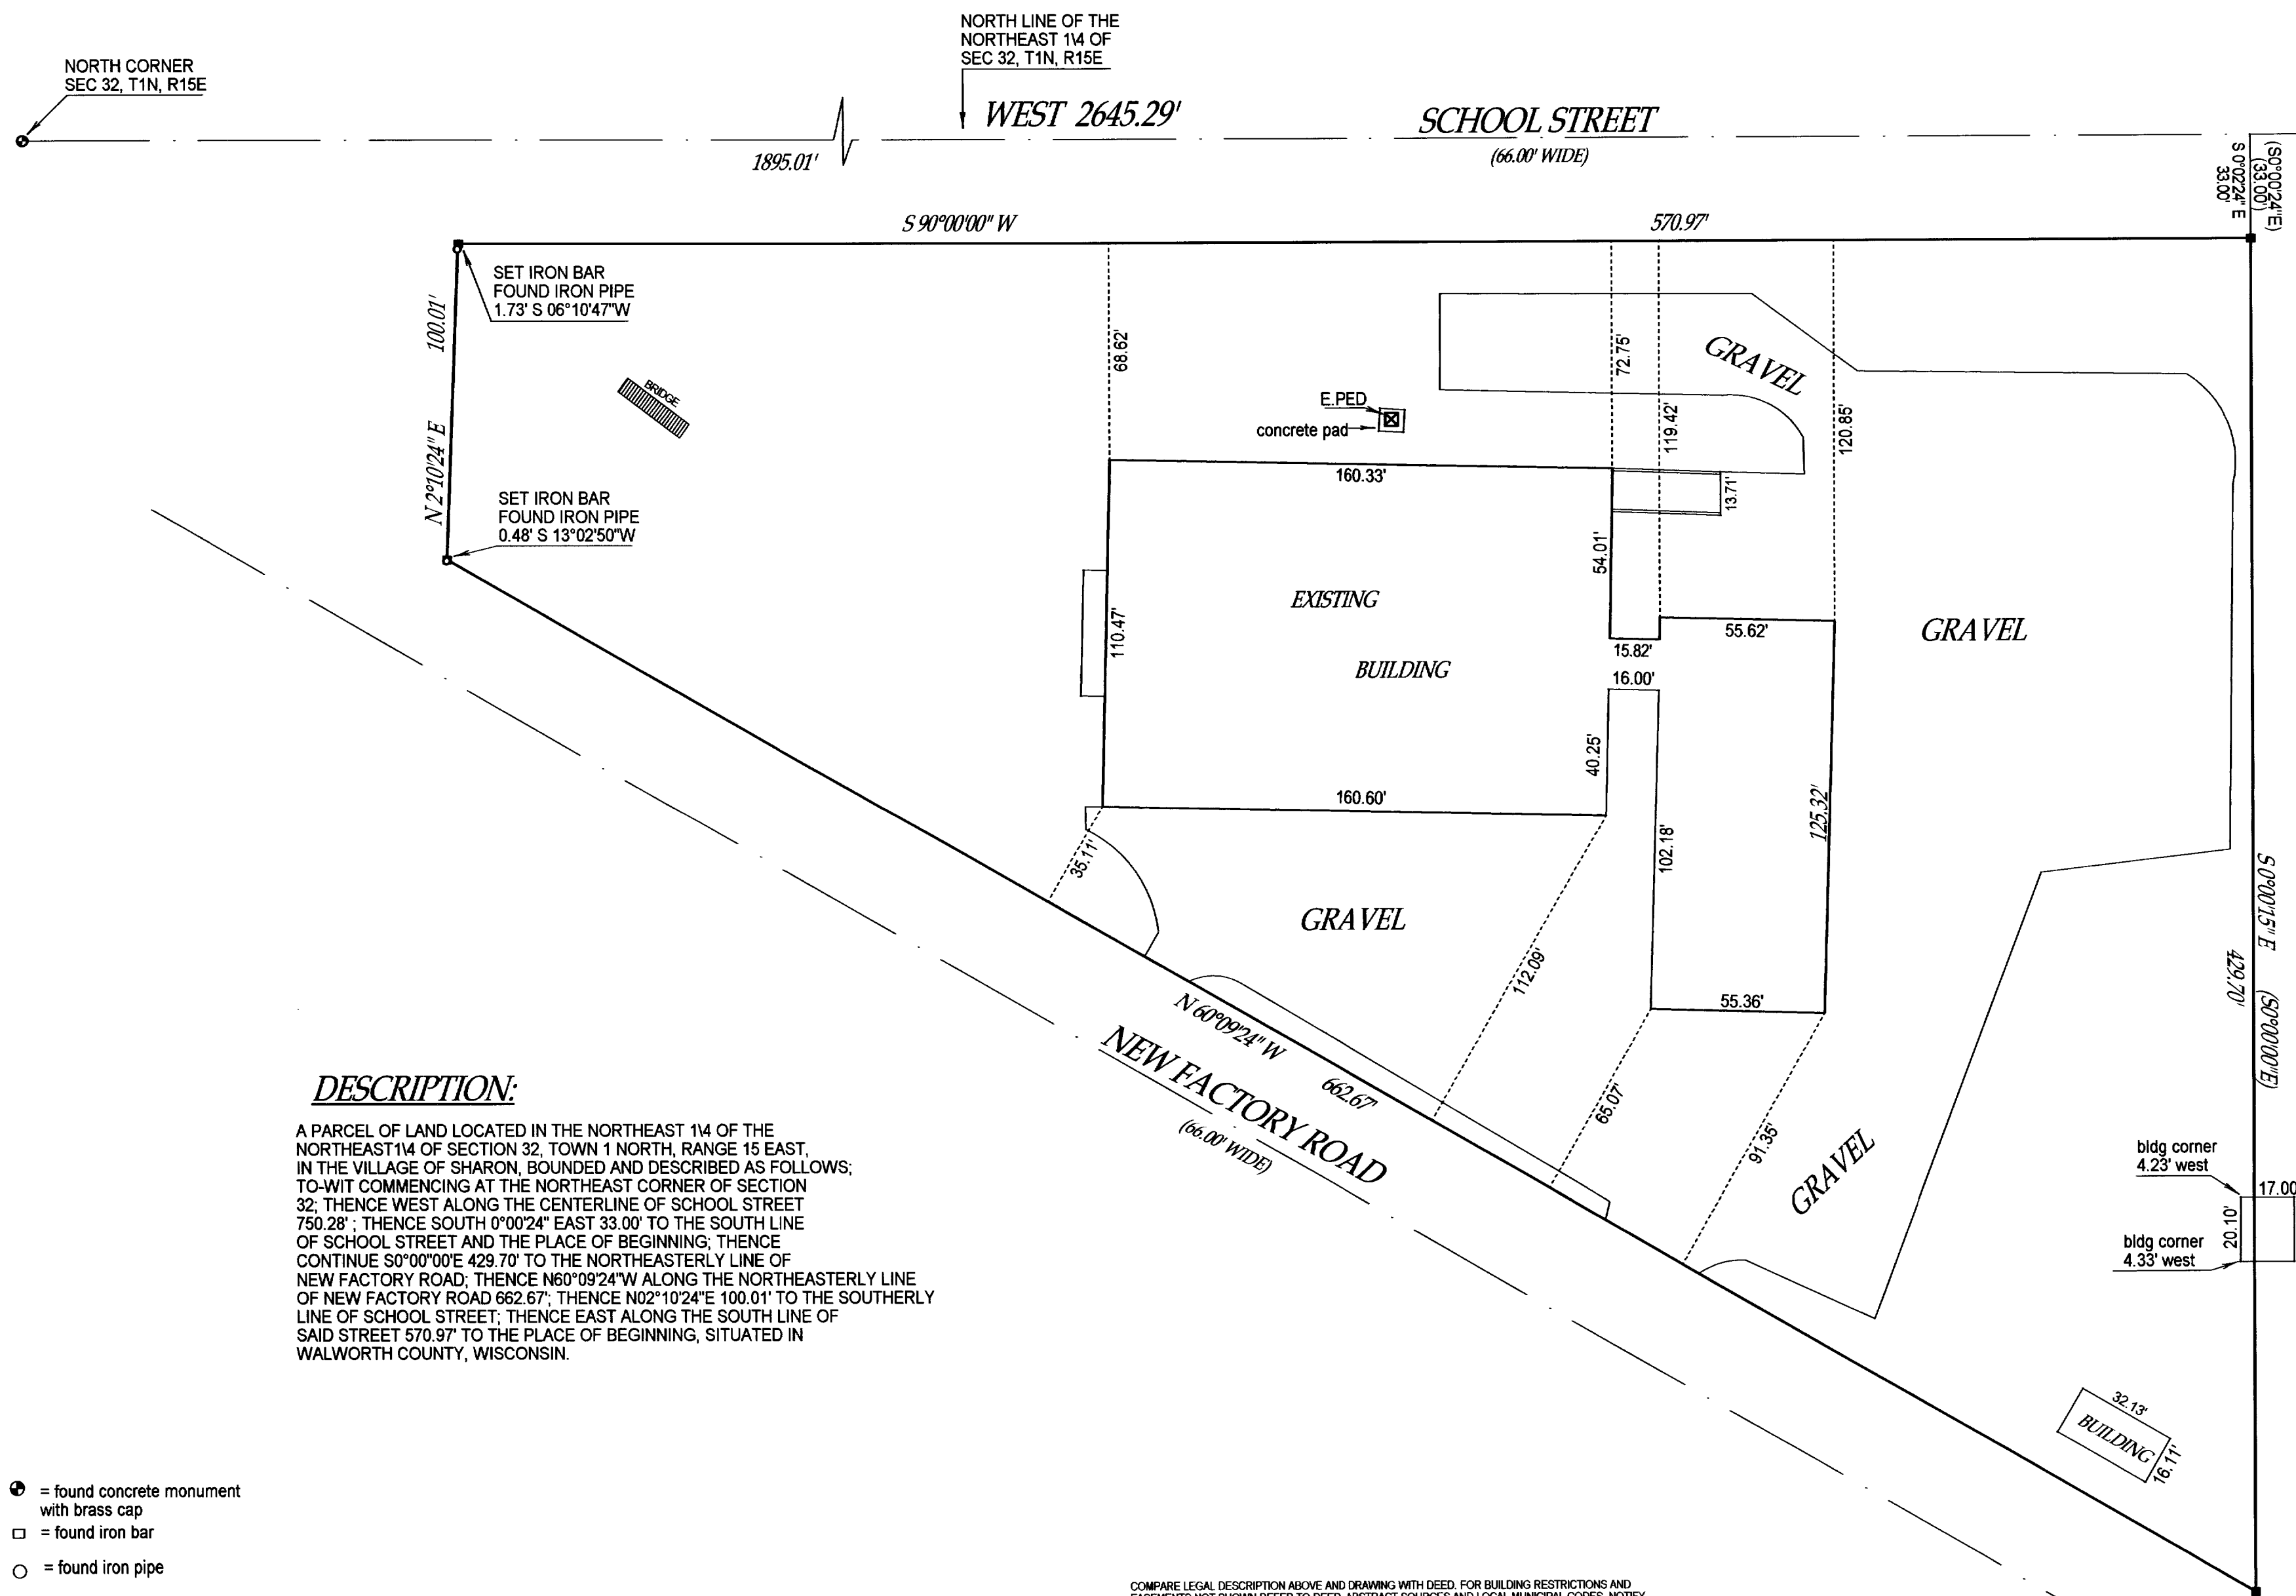 NORTH LINE OF THE
NORTHEAST 1\4 OF
SEC 32, T1N, R15E
NORTH CORNER
SEC 32, T1N, R15E
WEST 2645.29'
SCHOOL STREET
(66.00' WIDE)
1895.01'
(S0°00'24"E)
(33.00')
S 0°02'24" E
33.00'
S 90°00'00" W
570.97'
SET IRON BAR
FOUND IRON PIPE
1.73' S 06°10'47"W
100.01'
N 2°10'24" E
BRIDGE
SET IRON BAR
FOUND IRON PIPE
0.48' S 13°02'50"W
68.62'
72.75'
119.42'
120.85'
GRAVEL
E.PED
concrete pad
160.33'
13.71'
54.01'
EXISTING
BUILDING
110.47'
55.62'
15.82'
16.00'
GRAVEL
40.25'
160.60'
102.18'
125.32'
35.11'
GRAVEL
112.09'
55.36'
S 0°00'15" E
429.70'
(S0°00'00"E)
N 60°09'24" W
662.67'
NEW FACTORY ROAD
(66.00' WIDE)
65.07'
91.35'
GRAVEL
bldg corner
4.23' west
17.00
20.10'
bldg corner
4.33' west
32.13'
BUILDING
16.11'
DESCRIPTION:
A PARCEL OF LAND LOCATED IN THE NORTHEAST 1\4 OF THE
NORTHEAST1\4 OF SECTION 32, TOWN 1 NORTH, RANGE 15 EAST,
IN THE VILLAGE OF SHARON, BOUNDED AND DESCRIBED AS FOLLOWS;
TO-WIT COMMENCING AT THE NORTHEAST CORNER OF SECTION
32; THENCE WEST ALONG THE CENTERLINE OF SCHOOL STREET
750.28' ; THENCE SOUTH 0°00'24" EAST 33.00' TO THE SOUTH LINE
OF SCHOOL STREET AND THE PLACE OF BEGINNING; THENCE
CONTINUE S0°00"00'E 429.70' TO THE NORTHEASTERLY LINE OF
NEW FACTORY ROAD; THENCE N60°09'24"W ALONG THE NORTHEASTERLY LINE
OF NEW FACTORY ROAD 662.67'; THENCE N02°10'24"E 100.01' TO THE SOUTHERLY
LINE OF SCHOOL STREET; THENCE EAST ALONG THE SOUTH LINE OF
SAID STREET 570.97' TO THE PLACE OF BEGINNING, SITUATED IN
WALWORTH COUNTY, WISCONSIN.
= found concrete monument
with brass cap
= found iron bar
= found iron pipe
COMPARE LEGAL DESCRIPTION ABOVE AND DRAWING WITH DEED. FOR BUILDING RESTRICTIONS AND